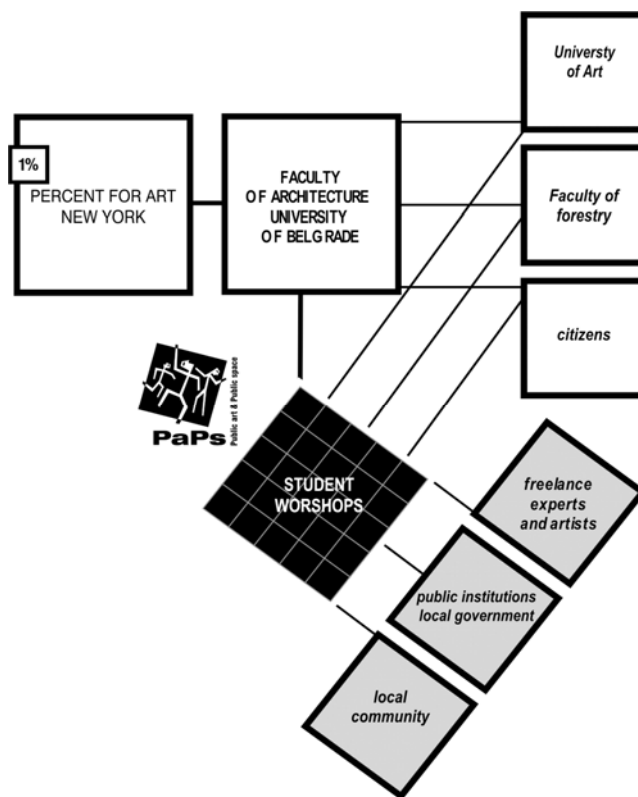 Universty
of Art
1%
PERCENT FOR ART
NEW YORK
FACULTY
OF ARCHITECTURE
UNIVERSITY
OF BELGRADE
Faculty of
forestry
citizens
PaPs
Public art & Public space
STUDENT
WORSHOPS
freelance
experts
and artists
public institutions
local government
local
community